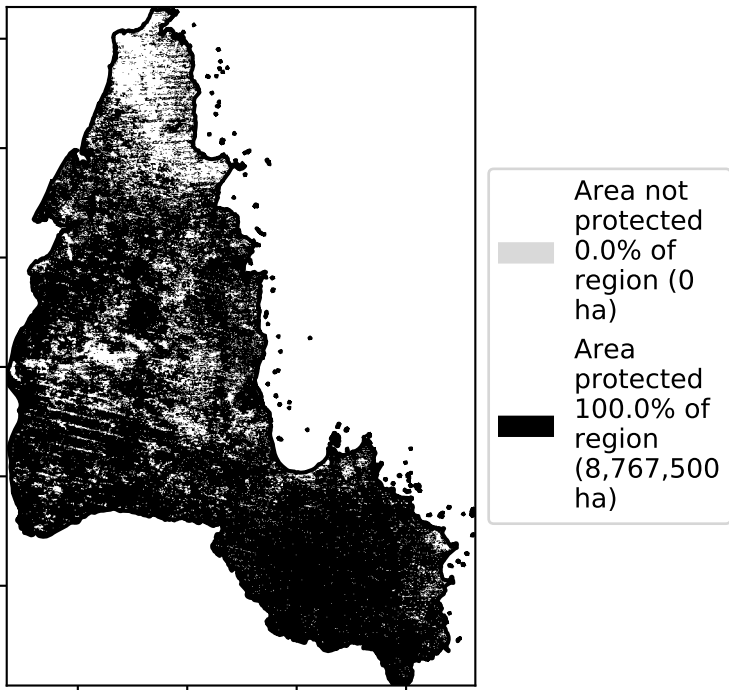 Area not
protected
0.0% of
region (0
ha)
Area
protected
100.0% of
region
(8,767,500
ha)